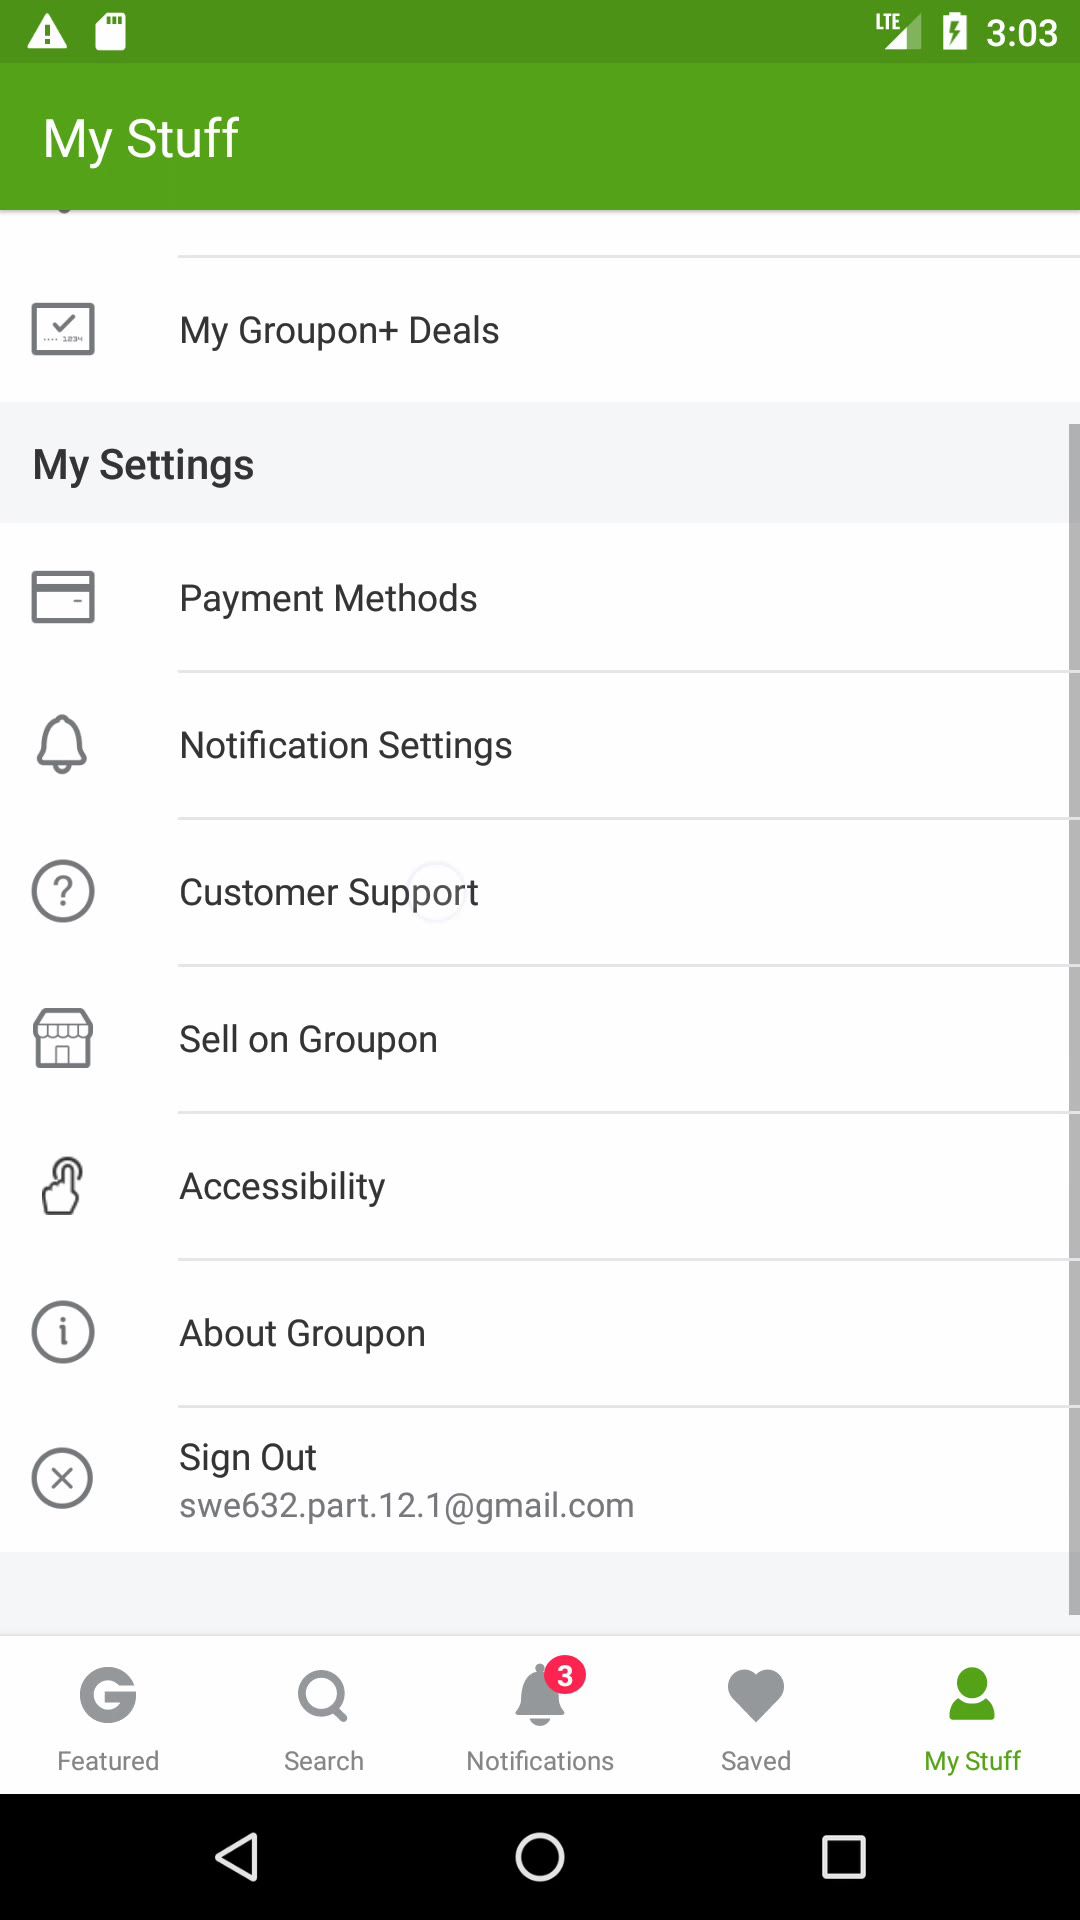 LTE 3:03
My Stuff
1234
My Groupon+ Deals
My Settings
Payment Methods
Notification Settings
Customer Support
Sell on Groupon
Accessibility
About Groupon
Sign Out
swe632.part.12.1@gmail.com
3
Featured Search Notifications Saved My Stuff